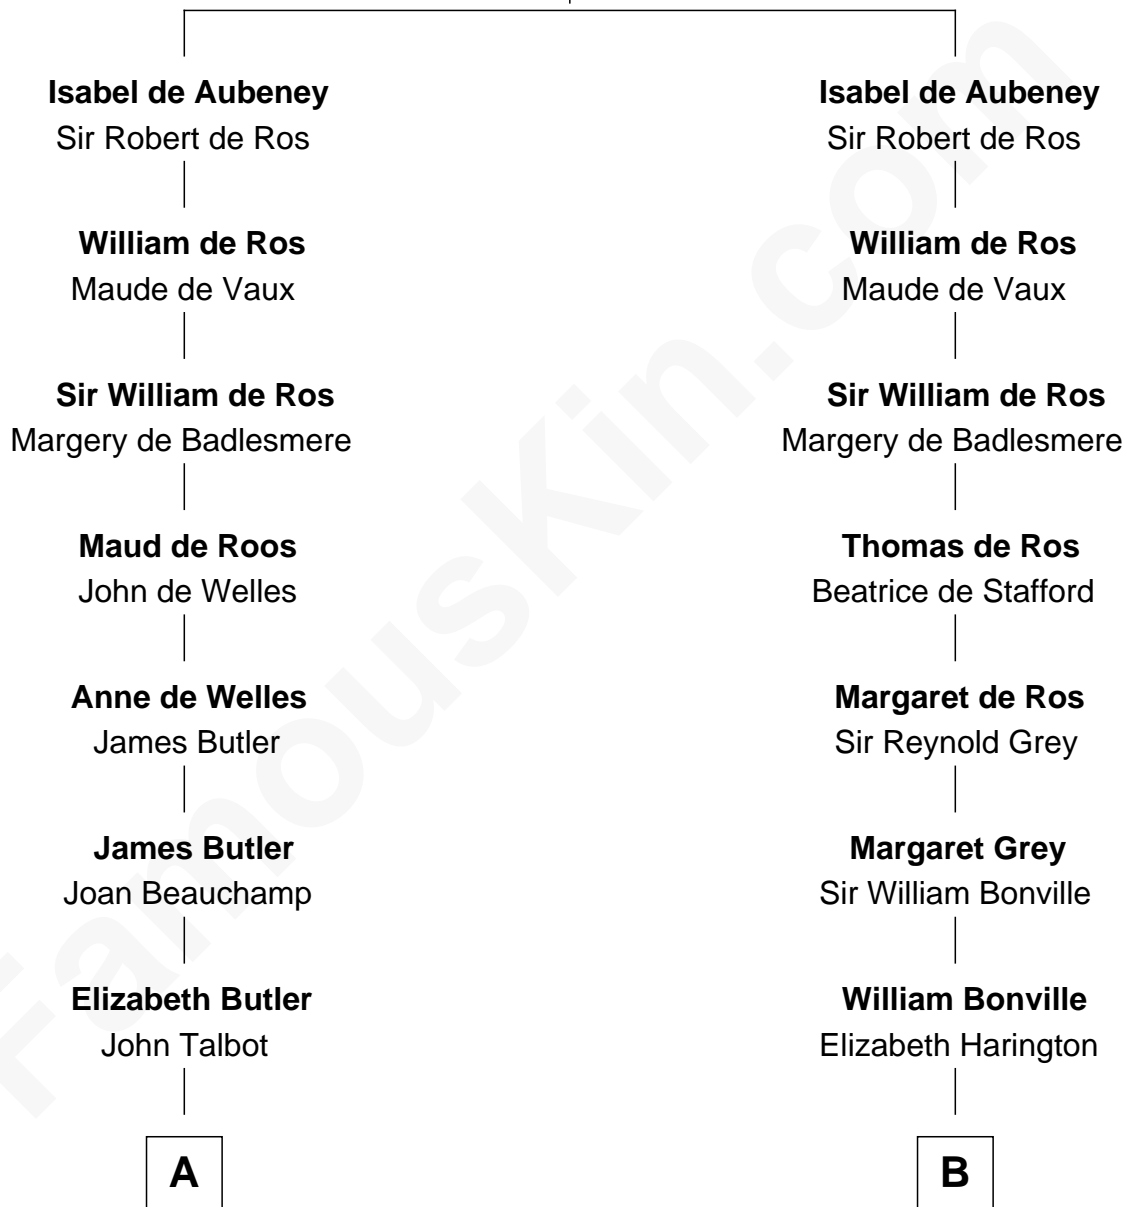 Isabel de Aubeney
Sir Robert de Ros
William de Ros
Maude de Vaux
Sir William de Ros
Margery de Badlesmere
Maud de Roos
John de Welles
Anne de Welles
James Butler
James Butler
Joan Beauchamp
Elizabeth Butler
John Talbot
A
Isabel de Aubeney
Sir Robert de Ros
William de Ros
Maude de Vaux
Sir William de Ros
Margery de Badlesmere
Thomas de Ros
Beatrice de Stafford
Margaret de Ros
Sir Reynold Grey
Margaret Grey
Sir William Bonville
William Bonville
Elizabeth Harington
B
FamousKin.com